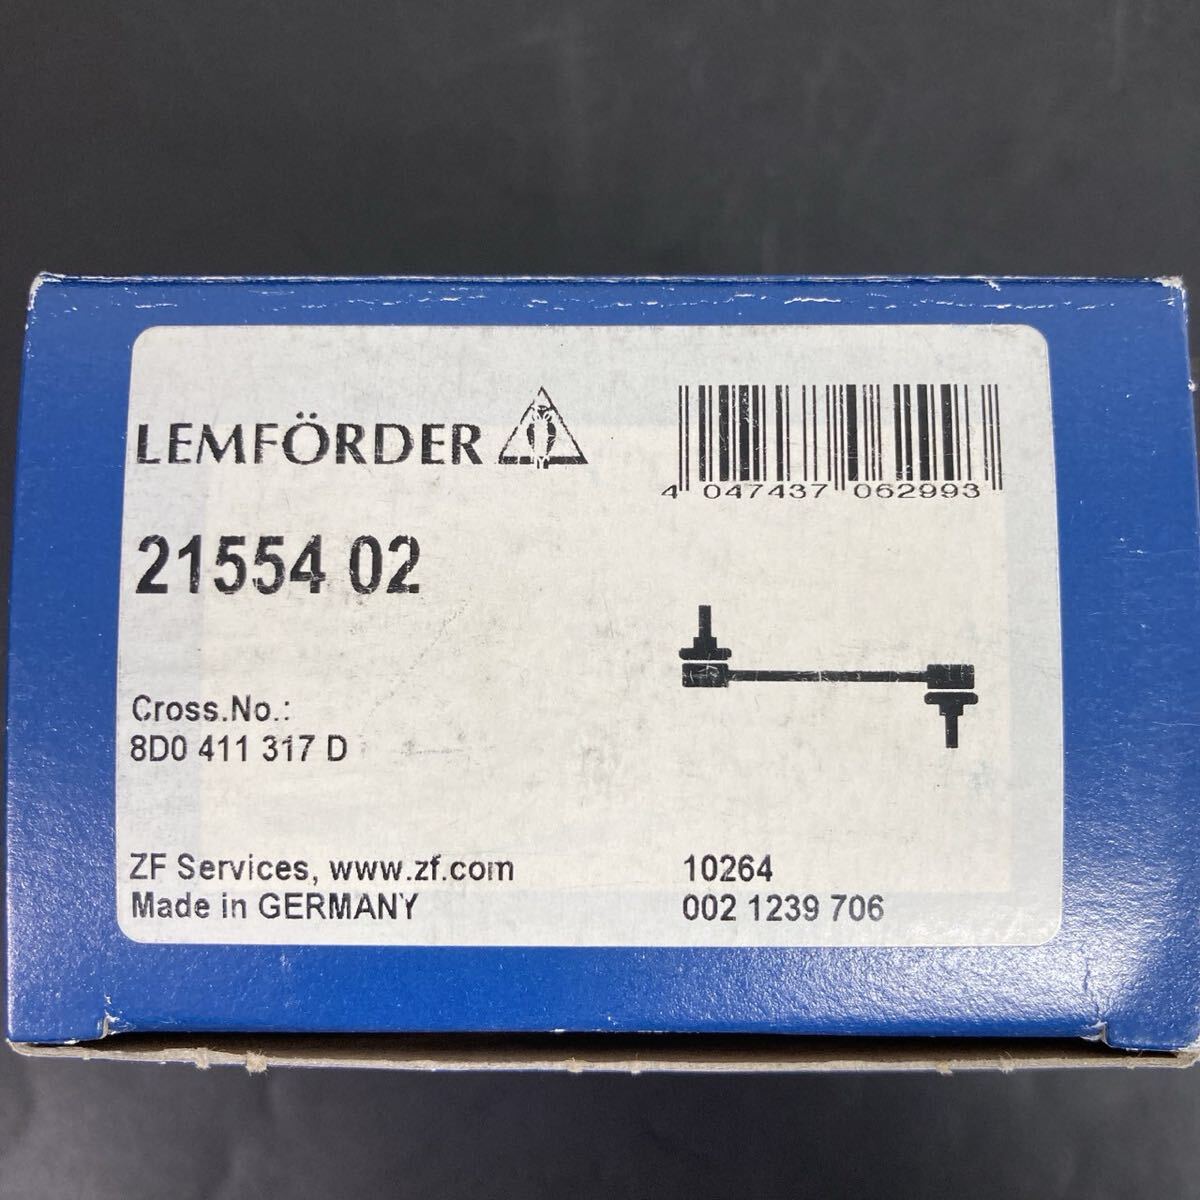 LEMFÖRDER
4 047437 062993
21554 02
Cross.No.:
8D0 411 317 D
ZF Services, www.zf.com
Made in GERMANY
10264
002 1239 706